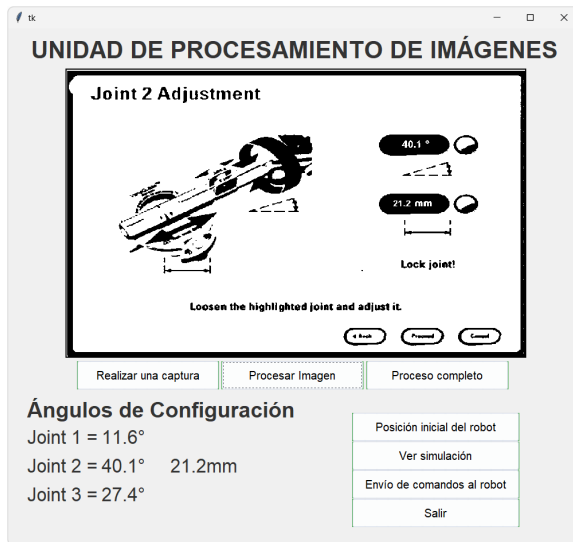 tk
UNIDAD DE PROCESAMIENTO DE IMÁGENES
Joint 2 Adjustment
40.1 °
21.2 mm
Lock joint!
Loosen the highlighted joint and adjust it.
Back Proceed Cancel
Realizar una captura Procesar Imagen Proceso completo
Ángulos de Configuración
Joint 1 = 11.6°
Joint 2 = 40.1° 21.2mm
Joint 3 = 27.4°
Posición inicial del robot
Ver simulación
Envío de comandos al robot
Salir